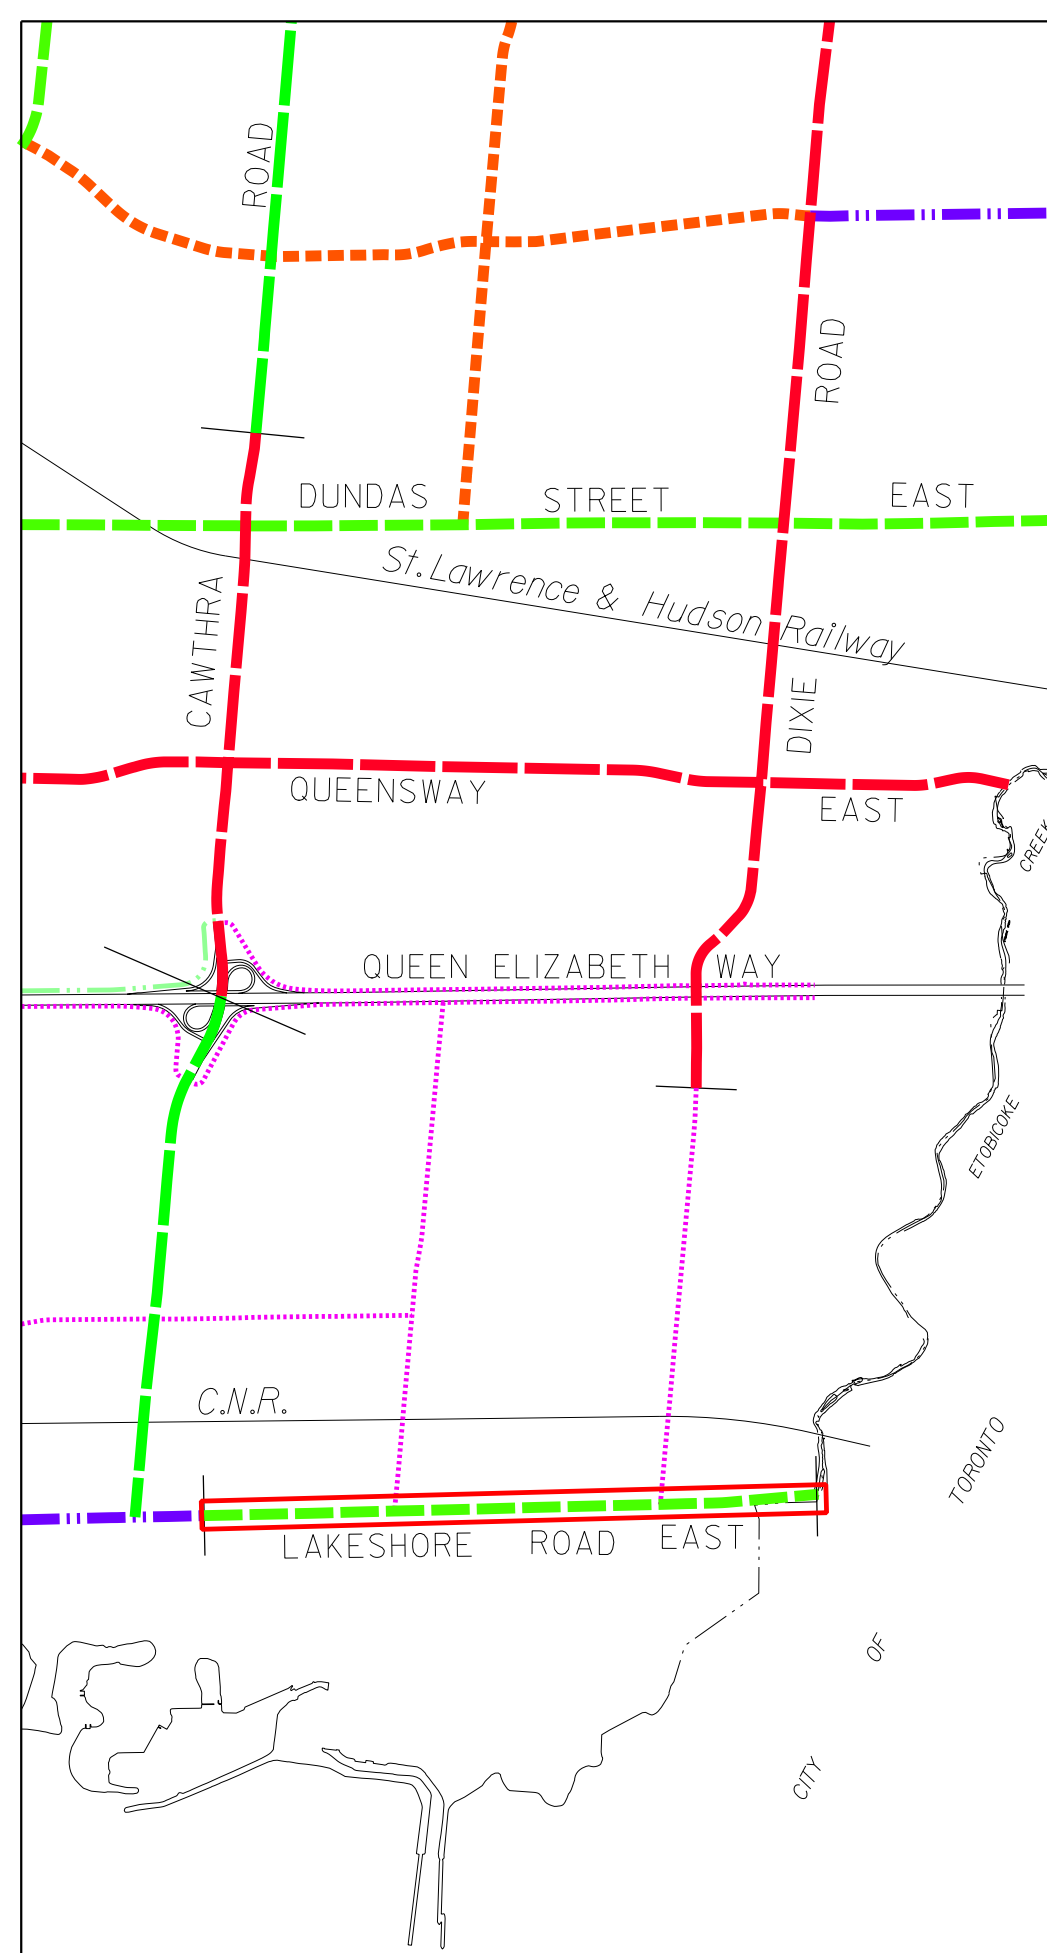 ROAD
ROAD
DUNDAS STREET EAST
St. Lawrence & Hudson Railway
CAWTHRA
DIXIE
QUEENSWAY EAST
CREEK
QUEEN ELIZABETH WAY
ETOBICOKE
C.N.R.
TORONTO
LAKESHORE ROAD EAST
OF
CITY